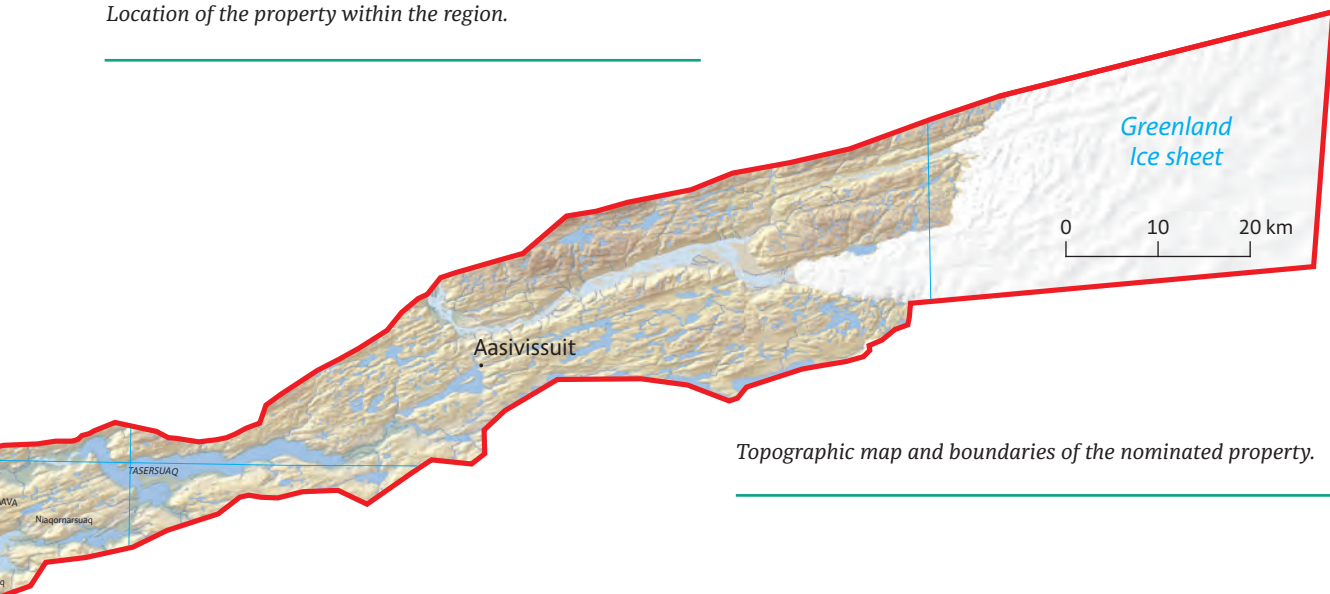 Location of the property within the region.
Greenland
Ice sheet
0 10 20 km
Aasivissuit
Topographic map and boundaries of the nominated property.
TASERSUAQ
AVA
Niaqornarsuaq
q